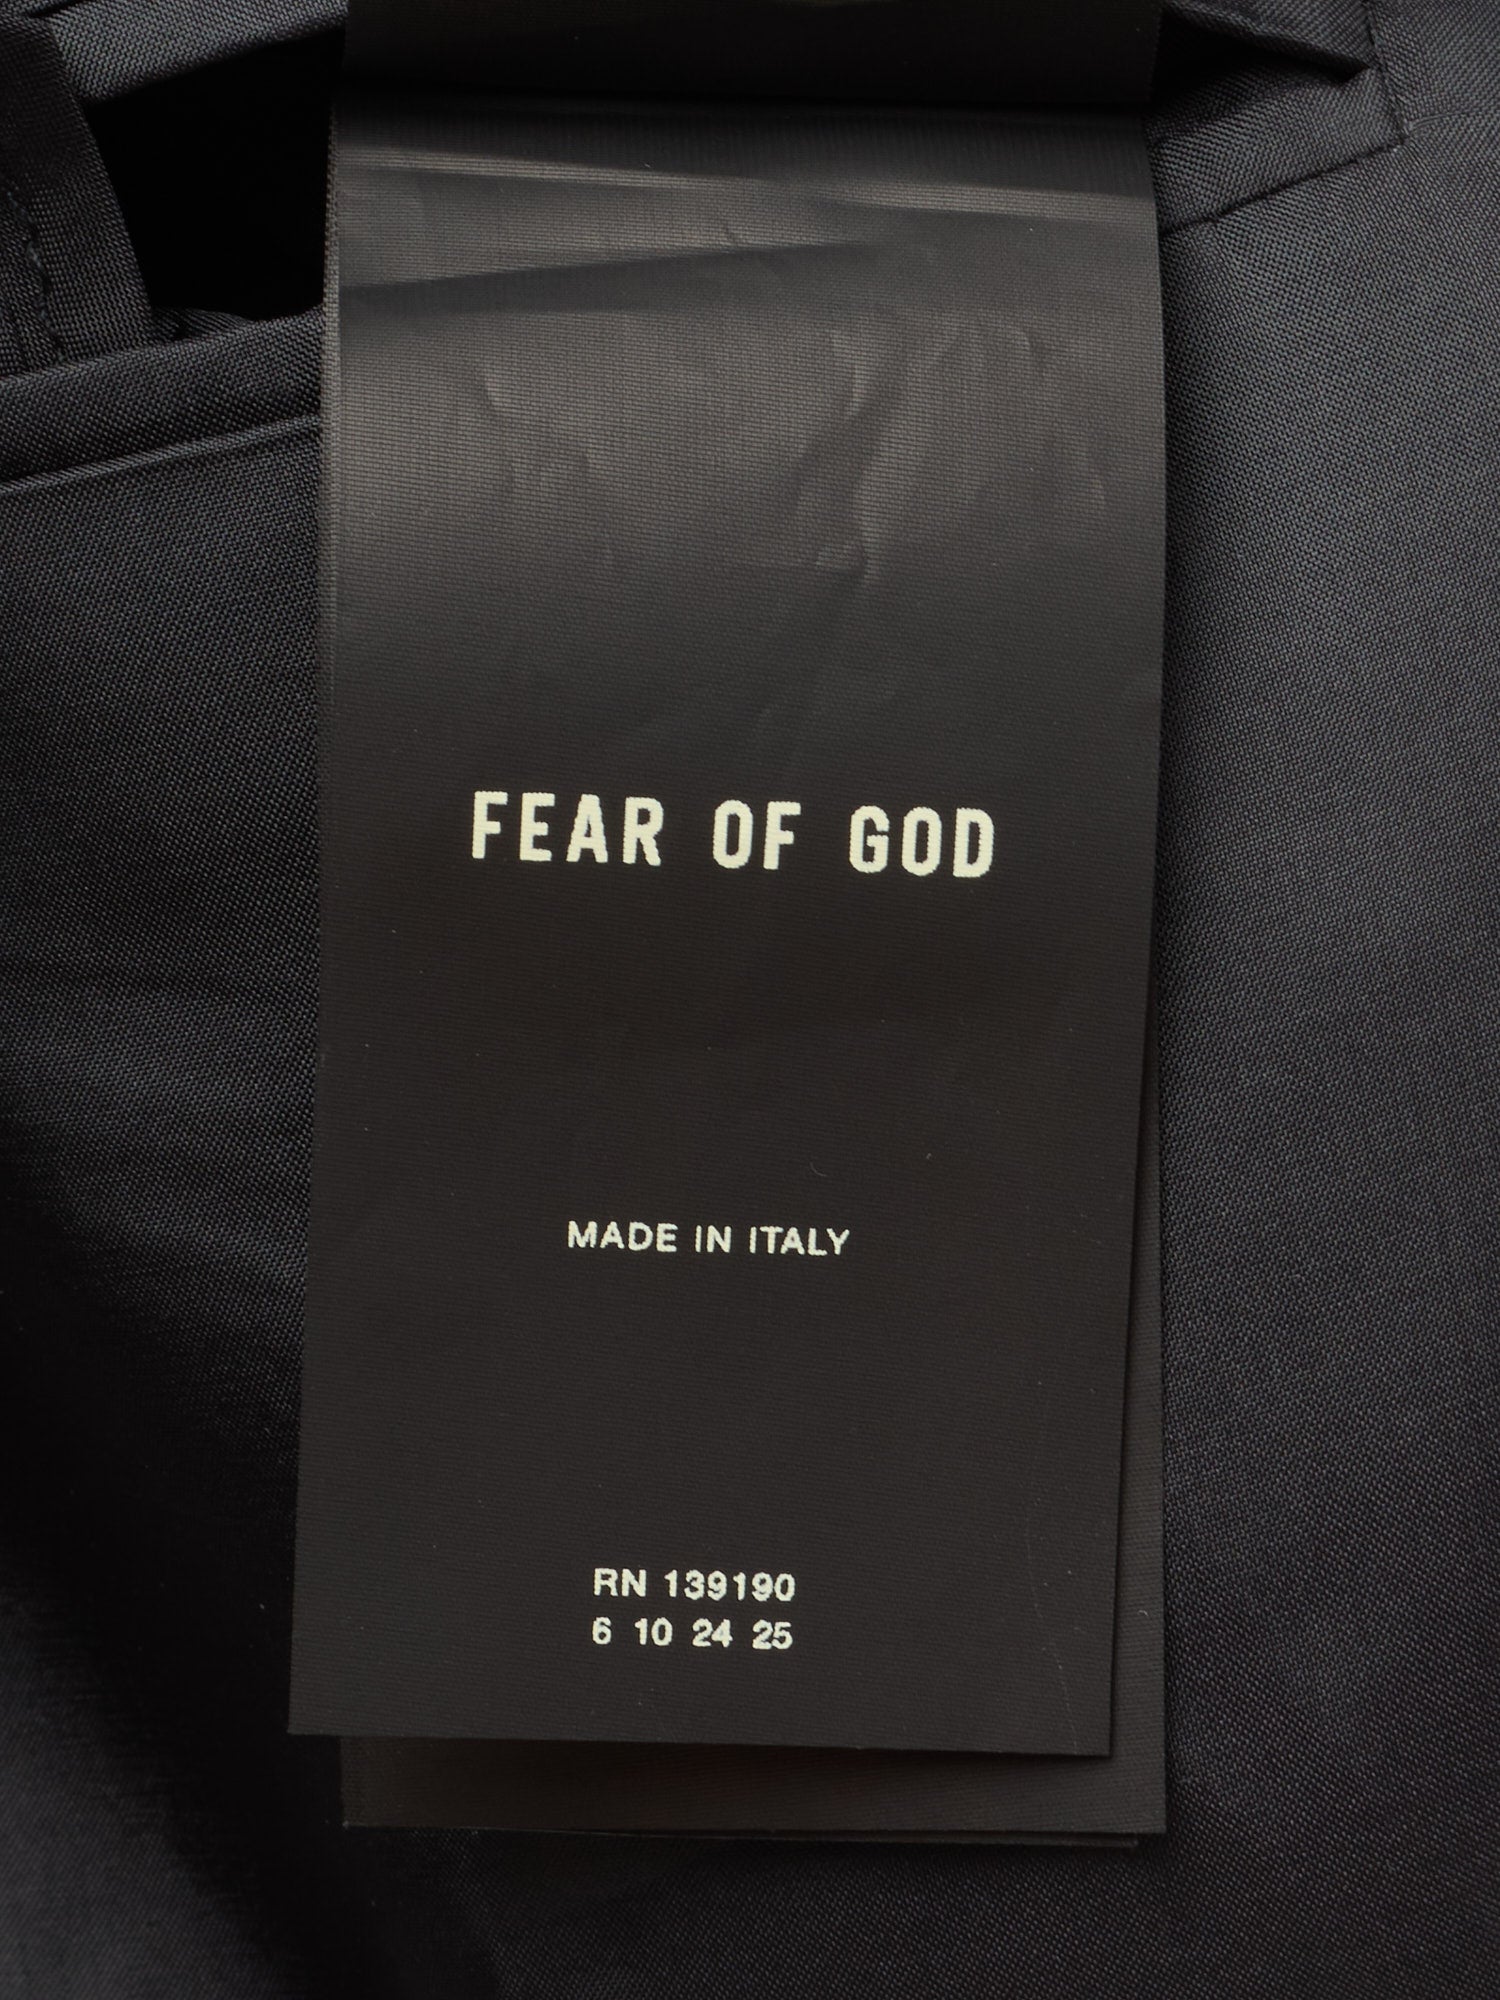 FEAR OF GOD
MADE IN ITALY
RN 139190
6 10 24 25